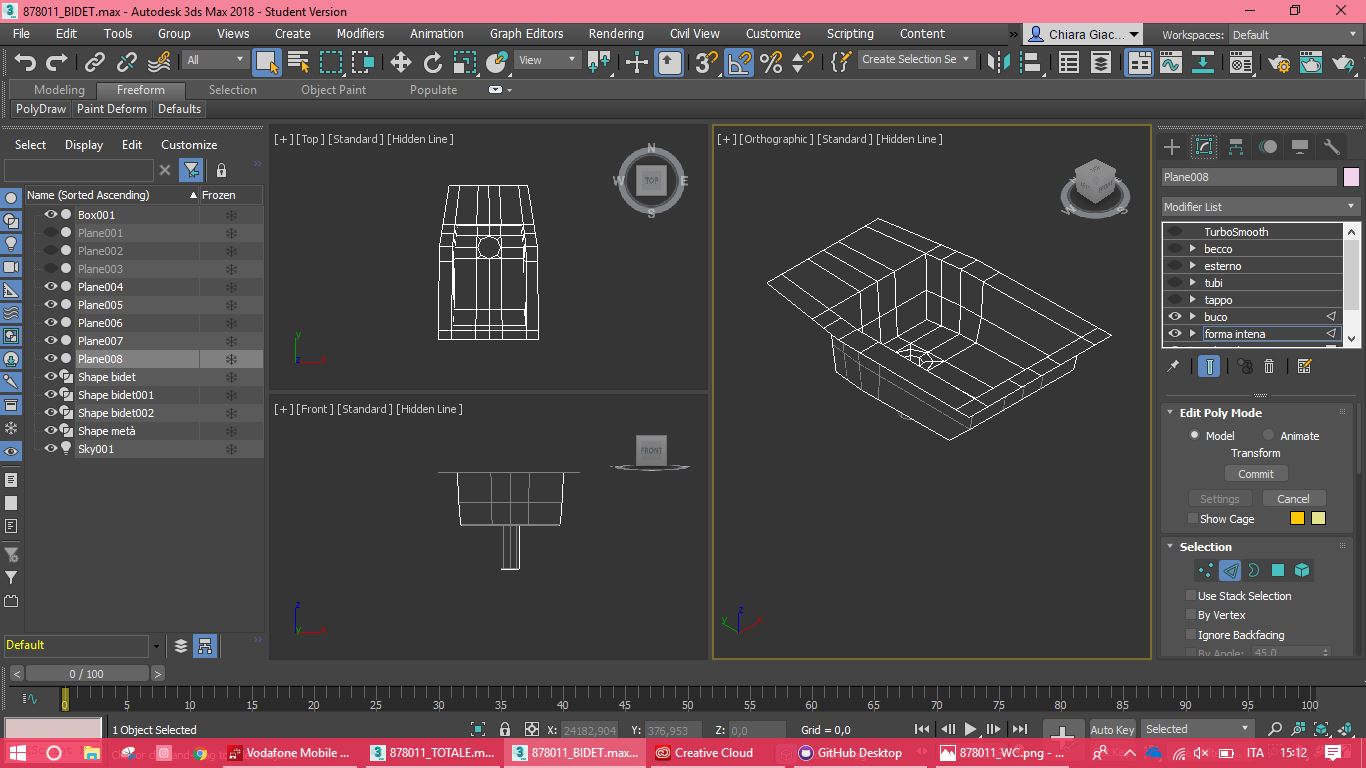 878011_BIDET.max - Autodesk 3ds Max 2018 - Student Version
File Edit Tools Group Views Create Modifiers Animation Graph Editors Rendering Civil View Customize Scripting Content » Chiara Giac... Workspaces: Default
All View 3 Create Selection Se
Modeling Freeform Selection Object Paint Populate
PolyDraw Paint Deform Defaults
Select Display Edit Customize
Name (Sorted Ascending) Frozen
Box001
Plane001
Plane002
Plane003
Plane004
Plane005
Plane006
Plane007
Plane008
Shape bidet
Shape bidet001
Shape bidet002
Shape metà
Sky001
Default
[+] [Top] [Standard] [Hidden Line]
N
W TOP E
S
y
z x
[+] [Front] [Standard] [Hidden Line]
FRONT
z
y x
[+] [Orthographic] [Standard] [Hidden Line]
W S
z
y x
Plane008
Modifier List
TurboSmooth
becco
esterno
tubi
tappo
buco
forma intena
Edit Poly Mode
Model Animate
Transform
Commit
Settings Cancel
Show Cage
Selection
Use Stack Selection
By Vertex
Ignore Backfacing
By Angle: 45,0
< 0 / 100 >
0 5 10 15 20 25 30 35 40 45 50 55 60 65 70 75 80 85 90 95 100
1 Object Selected X: 24182,904 Y: 376,953 Z: 0,0 Grid = 0,0 Auto Key Selected
Vodafone Mobile ... 878011_TOTALE.m... 878011_BIDET.max... Creative Cloud GitHub Desktop 878011_WC.png - ... ITA 15:12